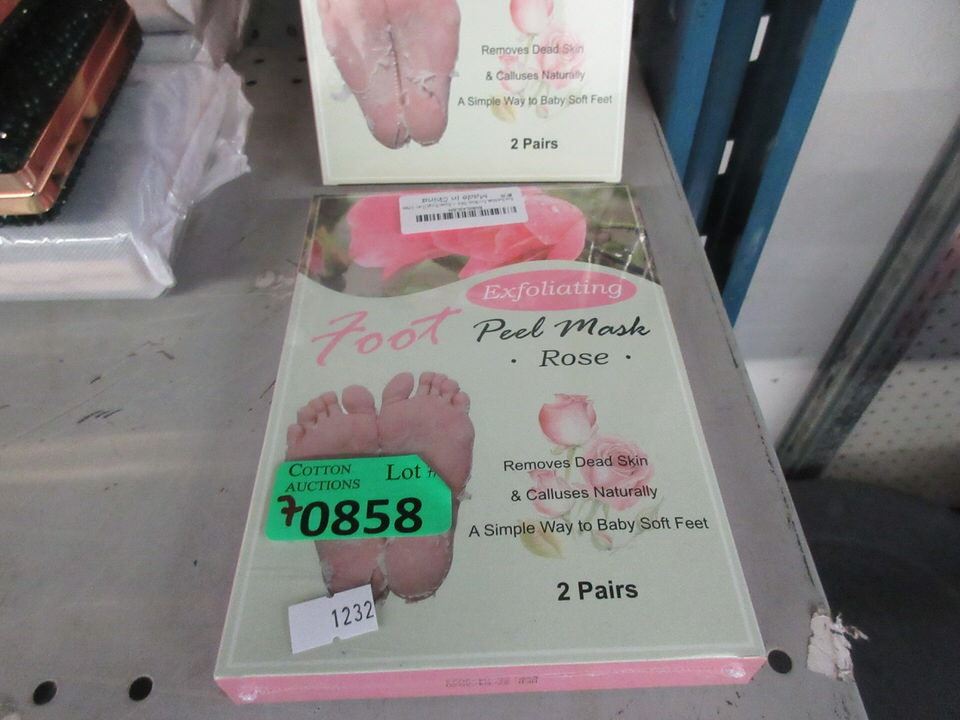 Removes Dead Skin
& Calluses Naturally
A Simple Way to Baby Soft Feet
2 Pairs
Made in China
Exfoliating
Foot Peel Mask
· Rose ·
Removes Dead Skin
& Calluses Naturally
A Simple Way to Baby Soft Feet
2 Pairs
COTTON AUCTIONS Lot #
70858
1232